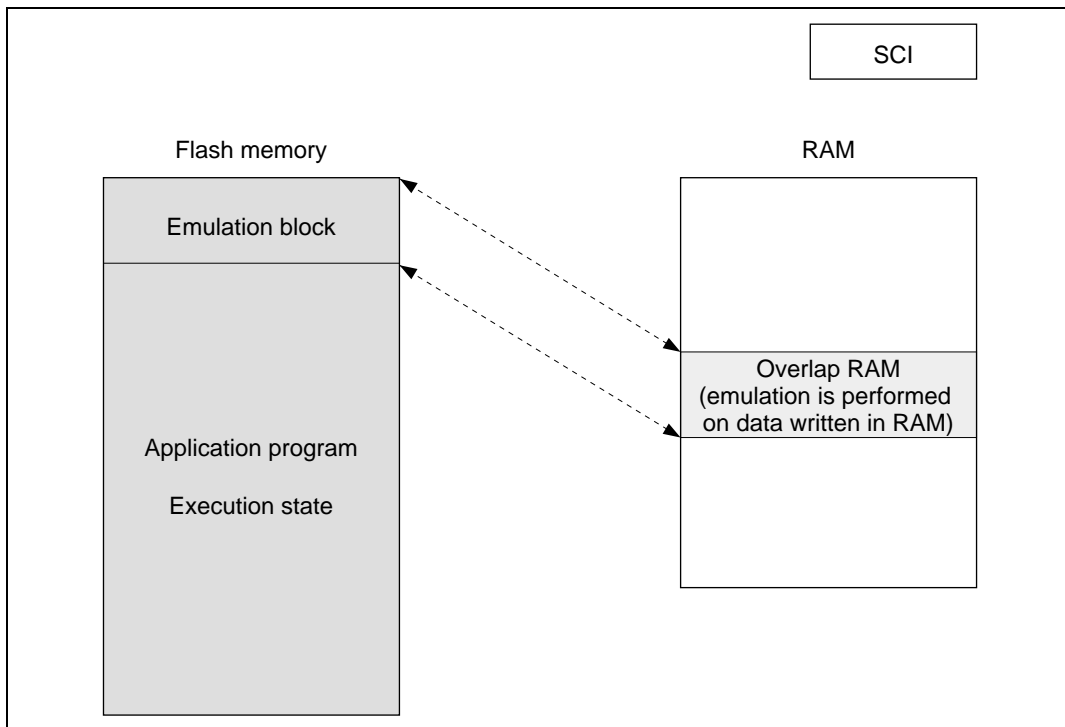 SCI
Flash memory
RAM
Emulation block
Overlap RAM
(emulation is performed
on data written in RAM)
Application program
Execution state